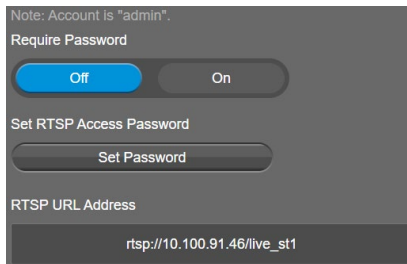 Note: Account is "admin".
Require Password
Off On
Set RTSP Access Password
Set Password
RTSP URL Address
rtsp://10.100.91.46/live_st1